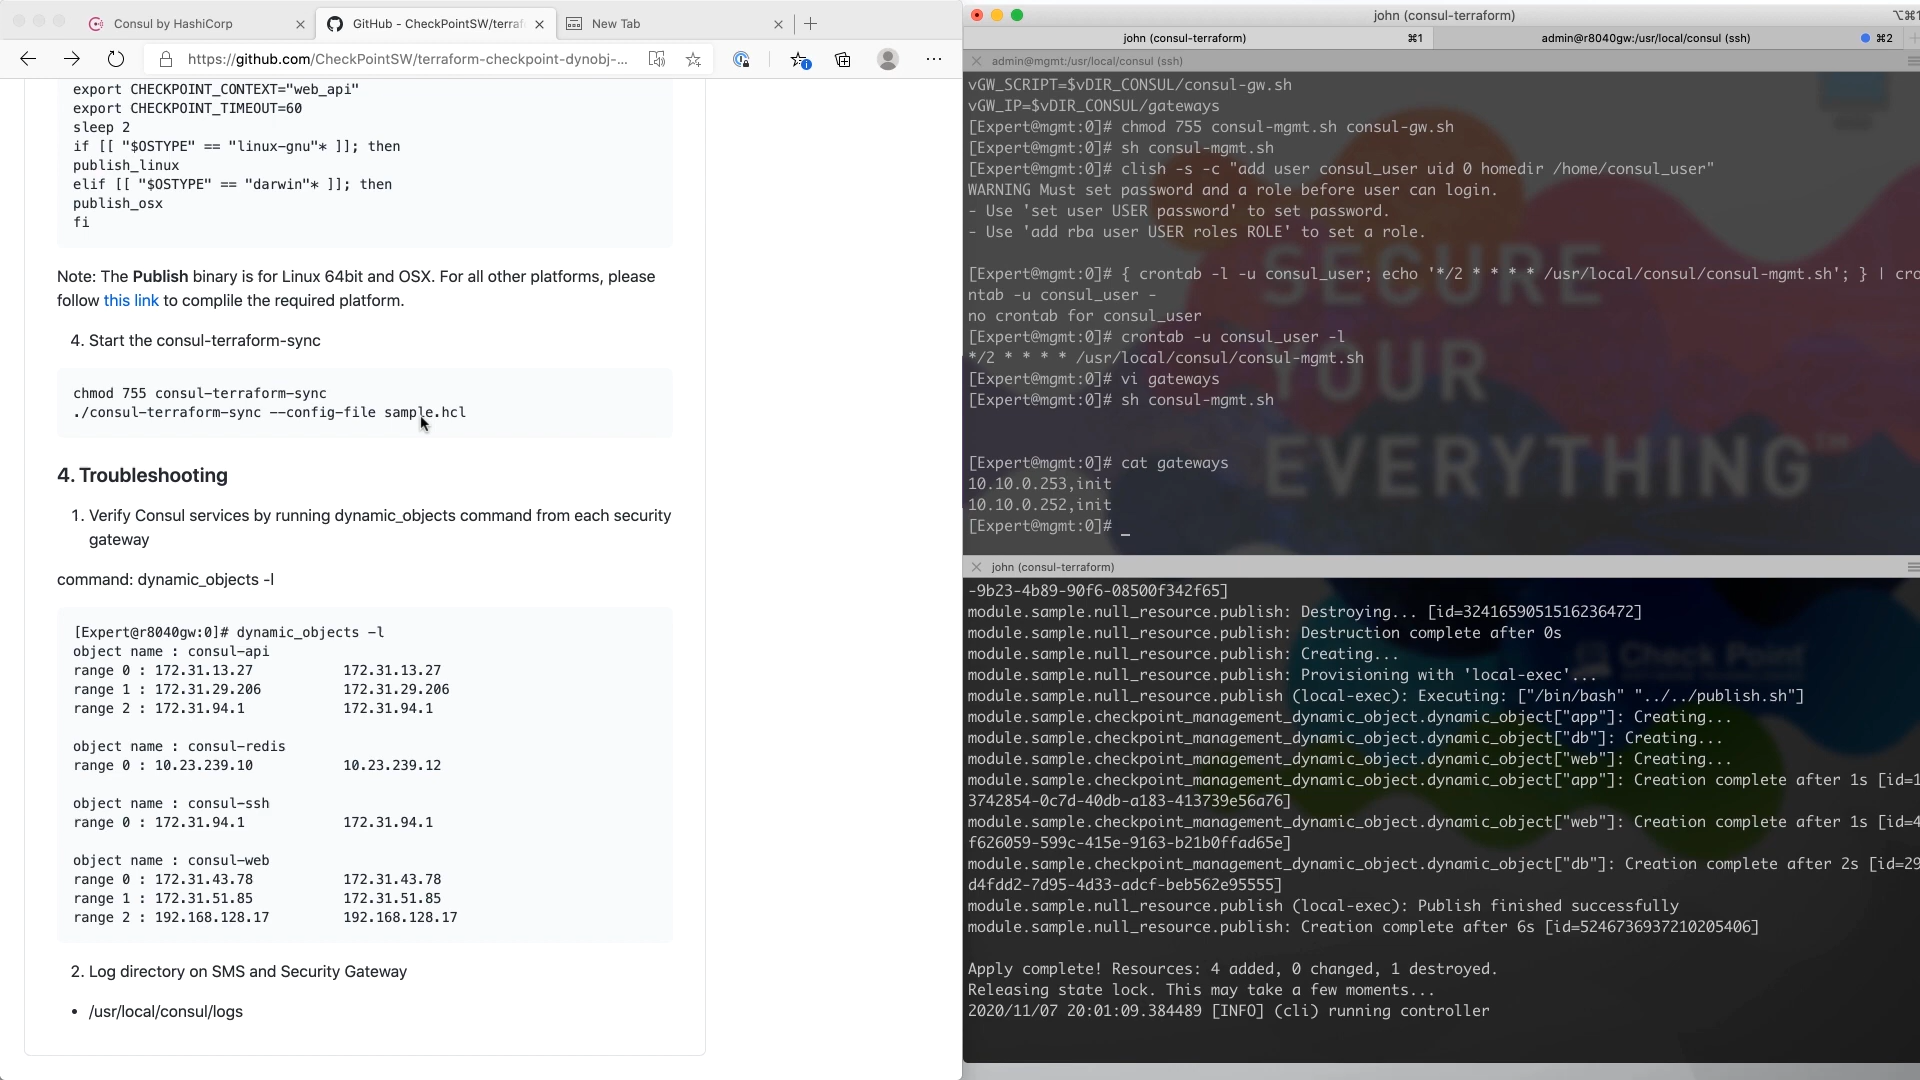 Consul by HashiCorp
GitHub - CheckPointSW/terraf
New Tab
https://github.com/CheckPointSW/terraform-checkpoint-dynobj-...
export CHECKPOINT_CONTEXT="web_api"
export CHECKPOINT_TIMEOUT=60
sleep 2
if [[ "$OSTYPE" == "linux-gnu"* ]]; then
publish_linux
elif [[ "$OSTYPE" == "darwin"* ]]; then
publish_osx
fi
Note: The Publish binary is for Linux 64bit and OSX. For all other platforms, please
follow this link to complile the required platform.
4. Start the consul-terraform-sync
chmod 755 consul-terraform-sync
./consul-terraform-sync --config-file sample.hcl
4. Troubleshooting
1. Verify Consul services by running dynamic_objects command from each security
gateway
command: dynamic_objects -l
[Expert@r8040gw:0]# dynamic_objects -l
object name : consul-api
range 0 : 172.31.13.27 172.31.13.27
range 1 : 172.31.29.206 172.31.29.206
range 2 : 172.31.94.1 172.31.94.1
object name : consul-redis
range 0 : 10.23.239.10 10.23.239.12
object name : consul-ssh
range 0 : 172.31.94.1 172.31.94.1
object name : consul-web
range 0 : 172.31.43.78 172.31.43.78
range 1 : 172.31.51.85 172.31.51.85
range 2 : 192.168.128.17 192.168.128.17
2. Log directory on SMS and Security Gateway
• /usr/local/consul/logs
john (consul-terraform)
⌥⌘1
john (consul-terraform) ⌘1
admin@r8040gw:/usr/local/consul (ssh) ⌘2
admin@mgmt:/usr/local/consul (ssh)
vGW_SCRIPT=$vDIR_CONSUL/consul-gw.sh
vGW_IP=$vDIR_CONSUL/gateways
[Expert@mgmt:0]# chmod 755 consul-mgmt.sh consul-gw.sh
[Expert@mgmt:0]# sh consul-mgmt.sh
[Expert@mgmt:0]# clish -s -c "add user consul_user uid 0 homedir /home/consul_user"
WARNING Must set password and a role before user can login.
- Use 'set user USER password' to set password.
- Use 'add rba user USER roles ROLE' to set a role.
[Expert@mgmt:0]# { crontab -l -u consul_user; echo '*/2 * * * * /usr/local/consul/consul-mgmt.sh'; } | cro
ntab -u consul_user -
no crontab for consul_user
[Expert@mgmt:0]# crontab -u consul_user -l
*/2 * * * * /usr/local/consul/consul-mgmt.sh
[Expert@mgmt:0]# vi gateways
[Expert@mgmt:0]# sh consul-mgmt.sh
[Expert@mgmt:0]# cat gateways
10.10.0.253,init
10.10.0.252,init
[Expert@mgmt:0]# _
SECURE
YOUR
EVERYTHING™
john (consul-terraform)
-9b23-4b89-90f6-08500f342f65]
module.sample.null_resource.publish: Destroying... [id=3241659051516236472]
module.sample.null_resource.publish: Destruction complete after 0s
module.sample.null_resource.publish: Creating...
module.sample.null_resource.publish: Provisioning with 'local-exec'...
module.sample.null_resource.publish (local-exec): Executing: ["/bin/bash" "../../publish.sh"]
module.sample.checkpoint_management_dynamic_object.dynamic_object["app"]: Creating...
module.sample.checkpoint_management_dynamic_object.dynamic_object["db"]: Creating...
module.sample.checkpoint_management_dynamic_object.dynamic_object["web"]: Creating...
module.sample.checkpoint_management_dynamic_object.dynamic_object["app"]: Creation complete after 1s [id=1
3742854-0c7d-40db-a183-413739e56a76]
module.sample.checkpoint_management_dynamic_object.dynamic_object["web"]: Creation complete after 1s [id=4
f626059-599c-415e-9163-b21b0ffad65e]
module.sample.checkpoint_management_dynamic_object.dynamic_object["db"]: Creation complete after 2s [id=29
d4fdd2-7d95-4d33-adcf-beb562e95555]
module.sample.null_resource.publish (local-exec): Publish finished successfully
module.sample.null_resource.publish: Creation complete after 6s [id=5246736937210205406]
Apply complete! Resources: 4 added, 0 changed, 1 destroyed.
Releasing state lock. This may take a few moments...
2020/11/07 20:01:09.384489 [INFO] (cli) running controller
Check Point